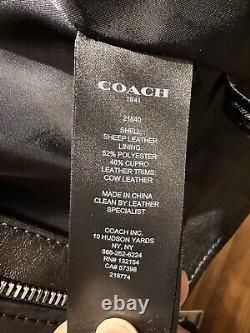 COACH
1941
21640
SHELL:
SHEEP LEATHER
LINING:
52% POLYESTER
48% CUPRO
LEATHER TRIMS:
COW LEATHER
MADE IN CHINA
CLEAN BY LEATHER
SPECIALIST
COACH INC.
10 HUDSON YARDS
NY, NY
866-262-6224
RN# 132154
CA# 57398
218774